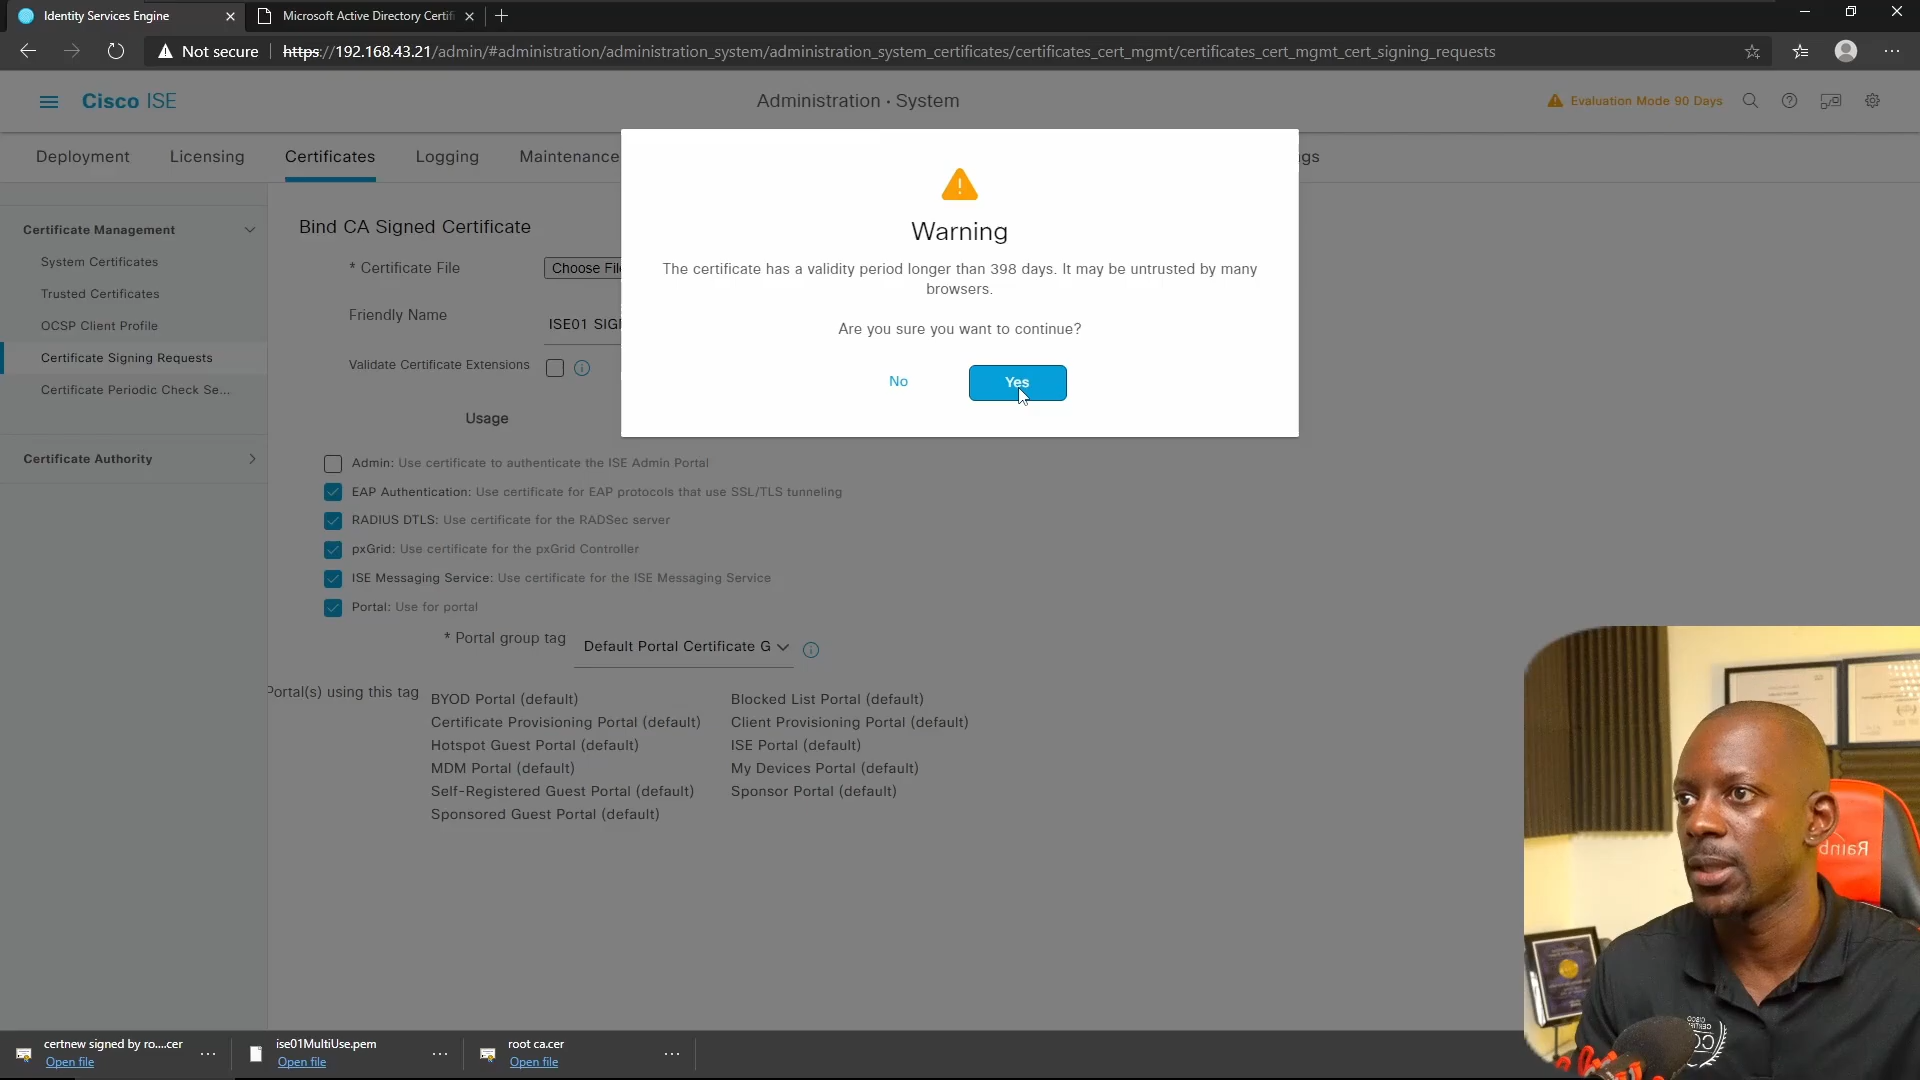 Identity Services Engine
Microsoft Active Directory Certifi
Not secure
https://192.168.43.21/admin/#administration/administration_system/administration_system_certificates/certificates_cert_mgmt/certificates_cert_mgmt_cert_signing_requests
Cisco ISE
Administration · System
Evaluation Mode 90 Days
Deployment
Licensing
Certificates
Logging
Maintenance
gs
Certificate Management
System Certificates
Trusted Certificates
OCSP Client Profile
Certificate Signing Requests
Certificate Periodic Check Se...
Certificate Authority
Bind CA Signed Certificate
* Certificate File
Choose File
Friendly Name
ISE01 SIG
Validate Certificate Extensions
Warning
The certificate has a validity period longer than 398 days. It may be untrusted by many
browsers.
Are you sure you want to continue?
No
Yes
Usage
Admin: Use certificate to authenticate the ISE Admin Portal
EAP Authentication: Use certificate for EAP protocols that use SSL/TLS tunneling
RADIUS DTLS: Use certificate for the RADSec server
pxGrid: Use certificate for the pxGrid Controller
ISE Messaging Service: Use certificate for the ISE Messaging Service
Portal: Use for portal
* Portal group tag
Default Portal Certificate G
Portal(s) using this tag
BYOD Portal (default)
Blocked List Portal (default)
Certificate Provisioning Portal (default)
Client Provisioning Portal (default)
Hotspot Guest Portal (default)
ISE Portal (default)
MDM Portal (default)
My Devices Portal (default)
Self-Registered Guest Portal (default)
Sponsor Portal (default)
Sponsored Guest Portal (default)
certnew signed by ro....cer
Open file
ise01MultiUse.pem
Open file
root ca.cer
Open file